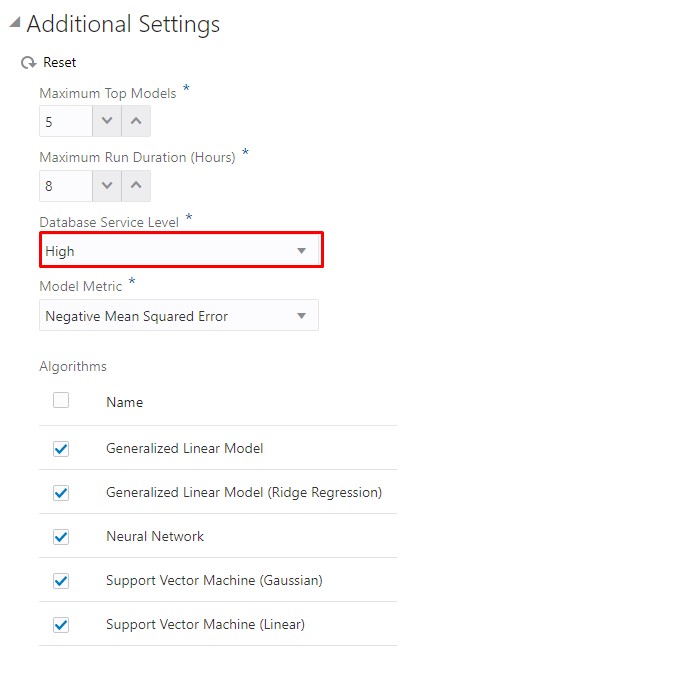 Additional Settings
Reset
Maximum Top Models *
5
Maximum Run Duration (Hours) *
8
Database Service Level *
High
Model Metric *
Negative Mean Squared Error
Algorithms
Name
Generalized Linear Model
Generalized Linear Model (Ridge Regression)
Neural Network
Support Vector Machine (Gaussian)
Support Vector Machine (Linear)